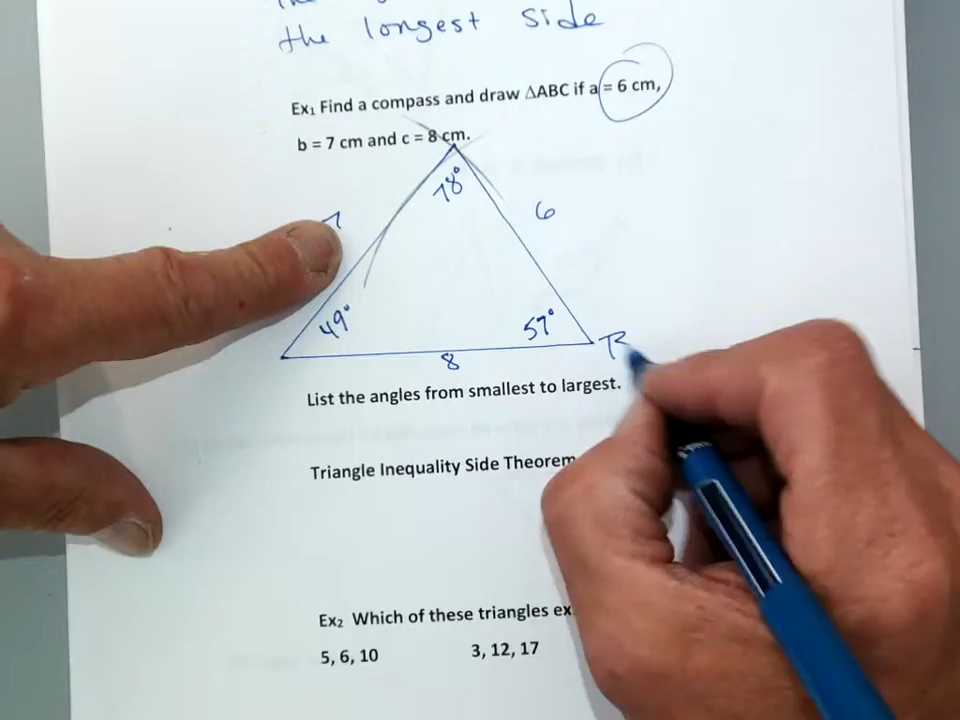 the
the longest side
Ex₁ Find a compass and draw ΔABC if a = 6 cm,
b = 7 cm and c = 8 cm.
78°
7
6
49°
57°
B
8
List the angles from smallest to largest.
Triangle Inequality Side Theorem
Ex₂ Which of these triangles ex
5, 6, 10 3, 12, 17